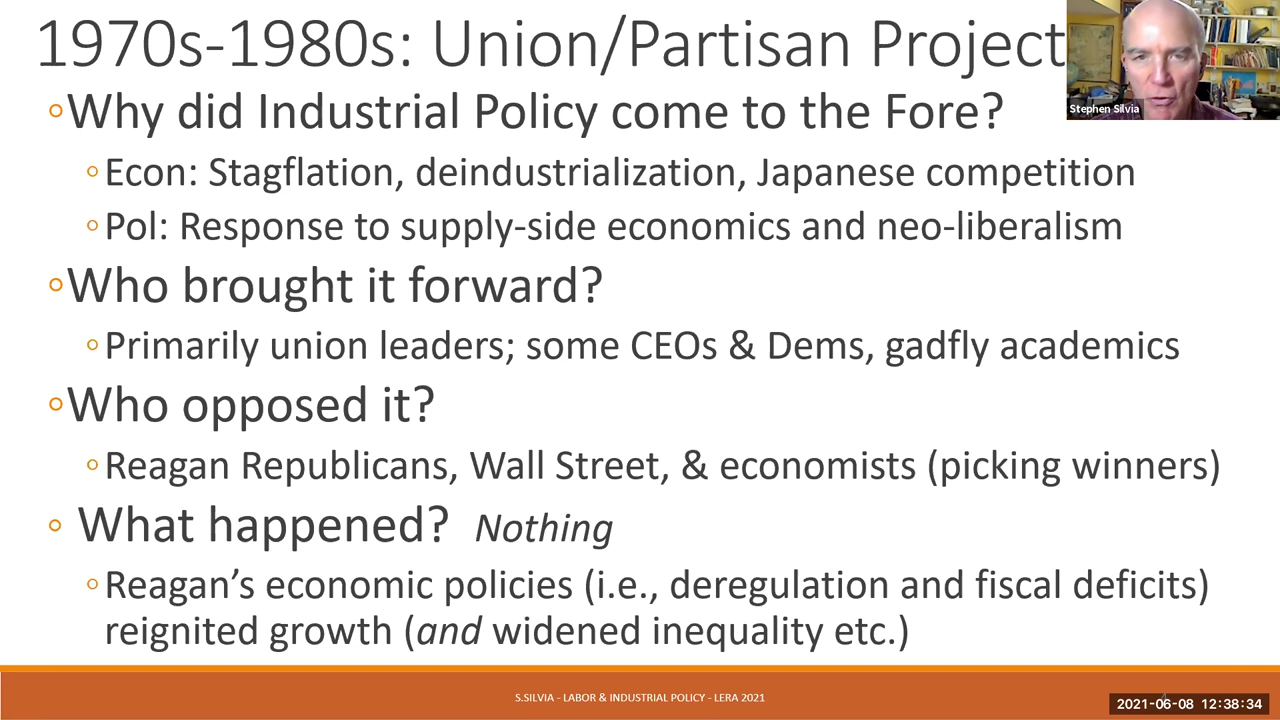 1970s-1980s: Union/Partisan Project
Stephen Silvia
◦Why did Industrial Policy come to the Fore?
◦Econ: Stagflation, deindustrialization, Japanese competition
◦Pol: Response to supply-side economics and neo-liberalism
◦Who brought it forward?
◦Primarily union leaders; some CEOs & Dems, gadfly academics
◦Who opposed it?
◦Reagan Republicans, Wall Street, & economists (picking winners)
◦ What happened? Nothing
◦Reagan’s economic policies (i.e., deregulation and fiscal deficits)
reignited growth (and widened inequality etc.)
S.SILVIA - LABOR & INDUSTRIAL POLICY - LERA 2021
2021-06-08 12:38:34